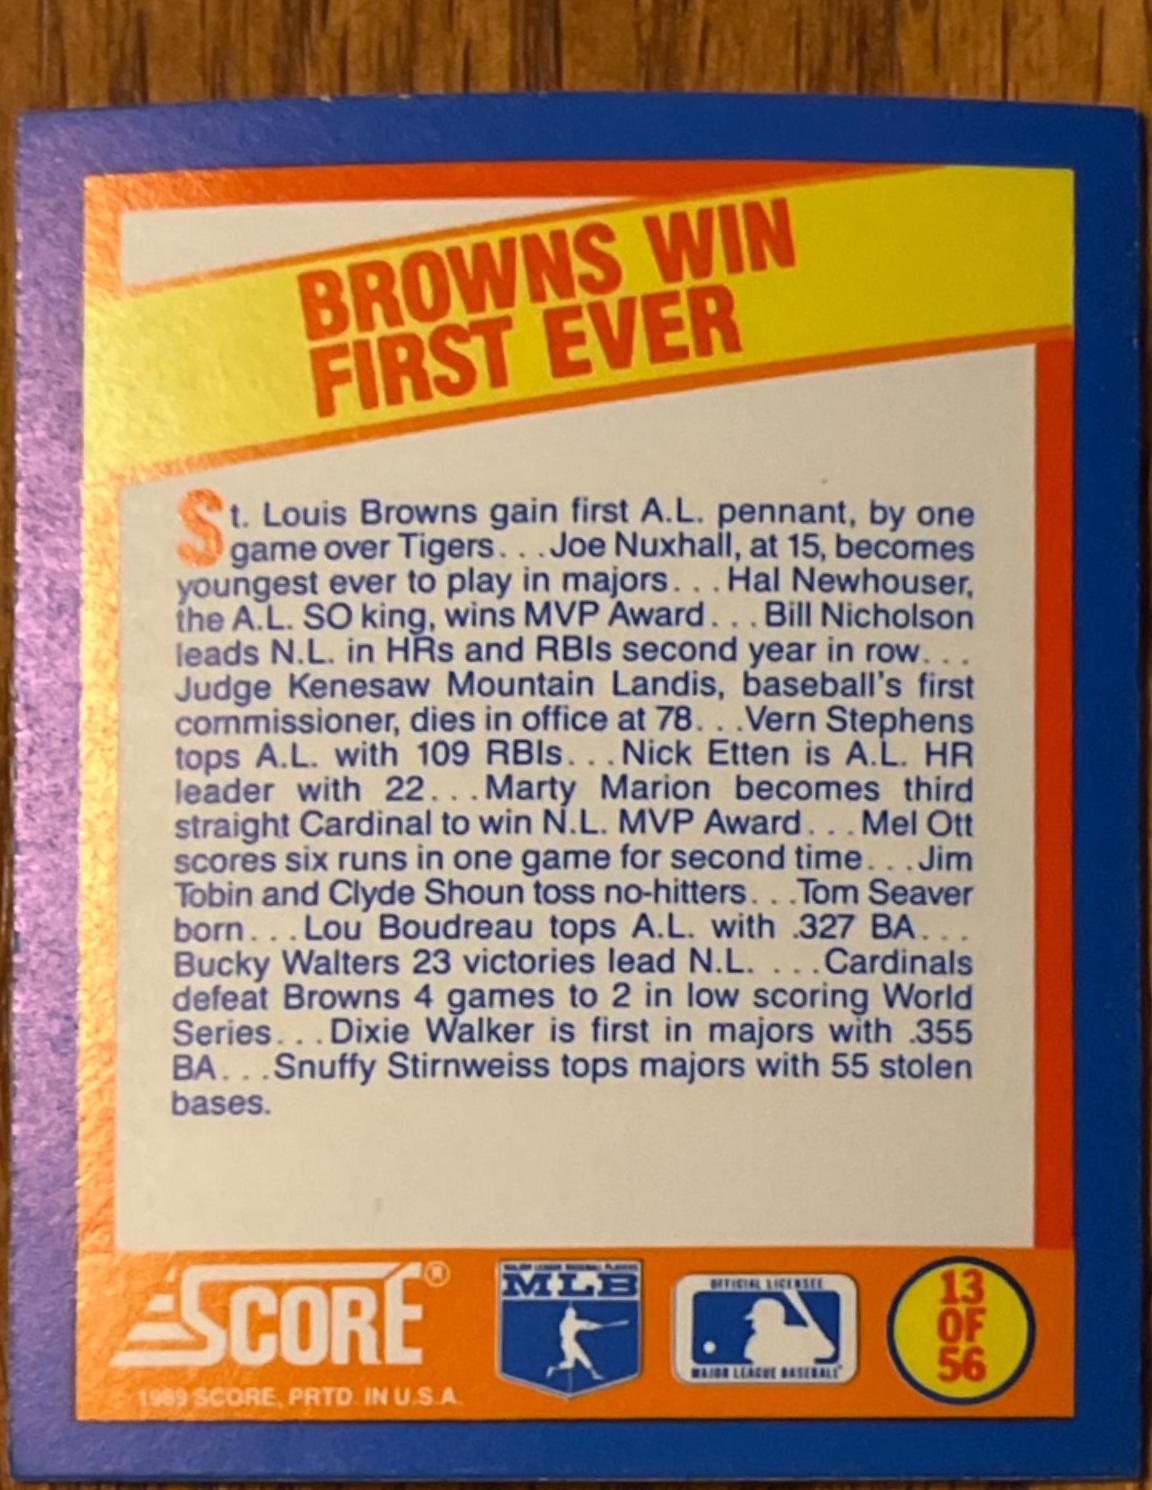 BROWNS WIN
FIRST EVER
St. Louis Browns gain first A.L. pennant, by one
game over Tigers. . .Joe Nuxhall, at 15, becomes
youngest ever to play in majors. . .Hal Newhouser,
the A.L. SO king, wins MVP Award. . .Bill Nicholson
leads N.L. in HRs and RBIs second year in row. . .
Judge Kenesaw Mountain Landis, baseball's first
commissioner, dies in office at 78. . .Vern Stephens
tops A.L. with 109 RBIs. . .Nick Etten is A.L. HR
leader with 22. . .Marty Marion becomes third
straight Cardinal to win N.L. MVP Award. . .Mel Ott
scores six runs in one game for second time. . .Jim
Tobin and Clyde Shoun toss no-hitters. . .Tom Seaver
born. . .Lou Boudreau tops A.L. with .327 BA. . .
Bucky Walters 23 victories lead N.L. . . .Cardinals
defeat Browns 4 games to 2 in low scoring World
Series. . .Dixie Walker is first in majors with .355
BA. . .Snuffy Stirnweiss tops majors with 55 stolen
bases.
SCORE®
© 1989 SCORE, PRTD. IN U.S.A.
MAJOR LEAGUE BASEBALL PLAYERS
MLB
OFFICIAL LICENSEE
MAJOR LEAGUE BASEBALL
13
OF
56